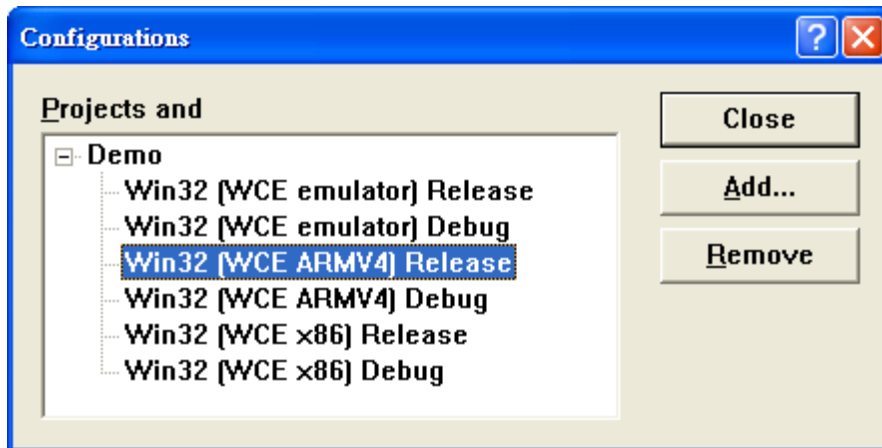 Configurations
Projects and
Demo
Win32 (WCE emulator) Release
Win32 (WCE emulator) Debug
Win32 (WCE ARMV4) Release
Win32 (WCE ARMV4) Debug
Win32 (WCE x86) Release
Win32 (WCE x86) Debug
Close
Add...
Remove